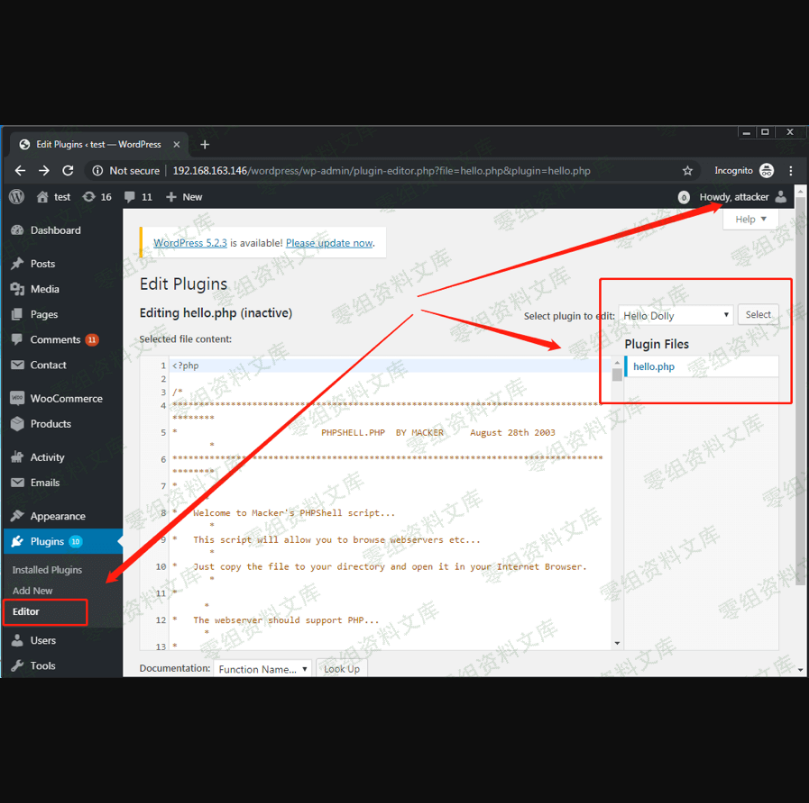 Edit Plugins ‹ test — WordPress
Not secure | 192.168.163.146/wordpress/wp-admin/plugin-editor.php?file=hello.php&plugin=hello.php
Incognito
test 16 11 + New
0 Howdy, attacker
Help
Dashboard
Posts
Media
Pages
Comments 11
Contact
WooCommerce
Products
Activity
Emails
Appearance
Plugins 10
Installed Plugins
Add New
Editor
Users
Tools
WordPress 5.2.3 is available! Please update now.
Edit Plugins
Editing hello.php (inactive)
Select plugin to edit: Hello Dolly Select
Selected file content:
Plugin Files
hello.php
1 <?php
2
3 /*
4 ****************************************************************************
********
5 * PHPSHELL.PHP BY MACKER August 28th 2003
*
6 ****************************************************************************
********
7 *
*
8 * Welcome to Macker's PHPShell script...
*
9 * This script will allow you to browse webservers etc...
*
10 * Just copy the file to your directory and open it in your Internet Browser.
*
11 *
*
12 * The webserver should support PHP...
*
13 *
Documentation: Function Name... Look Up
零组资料文库